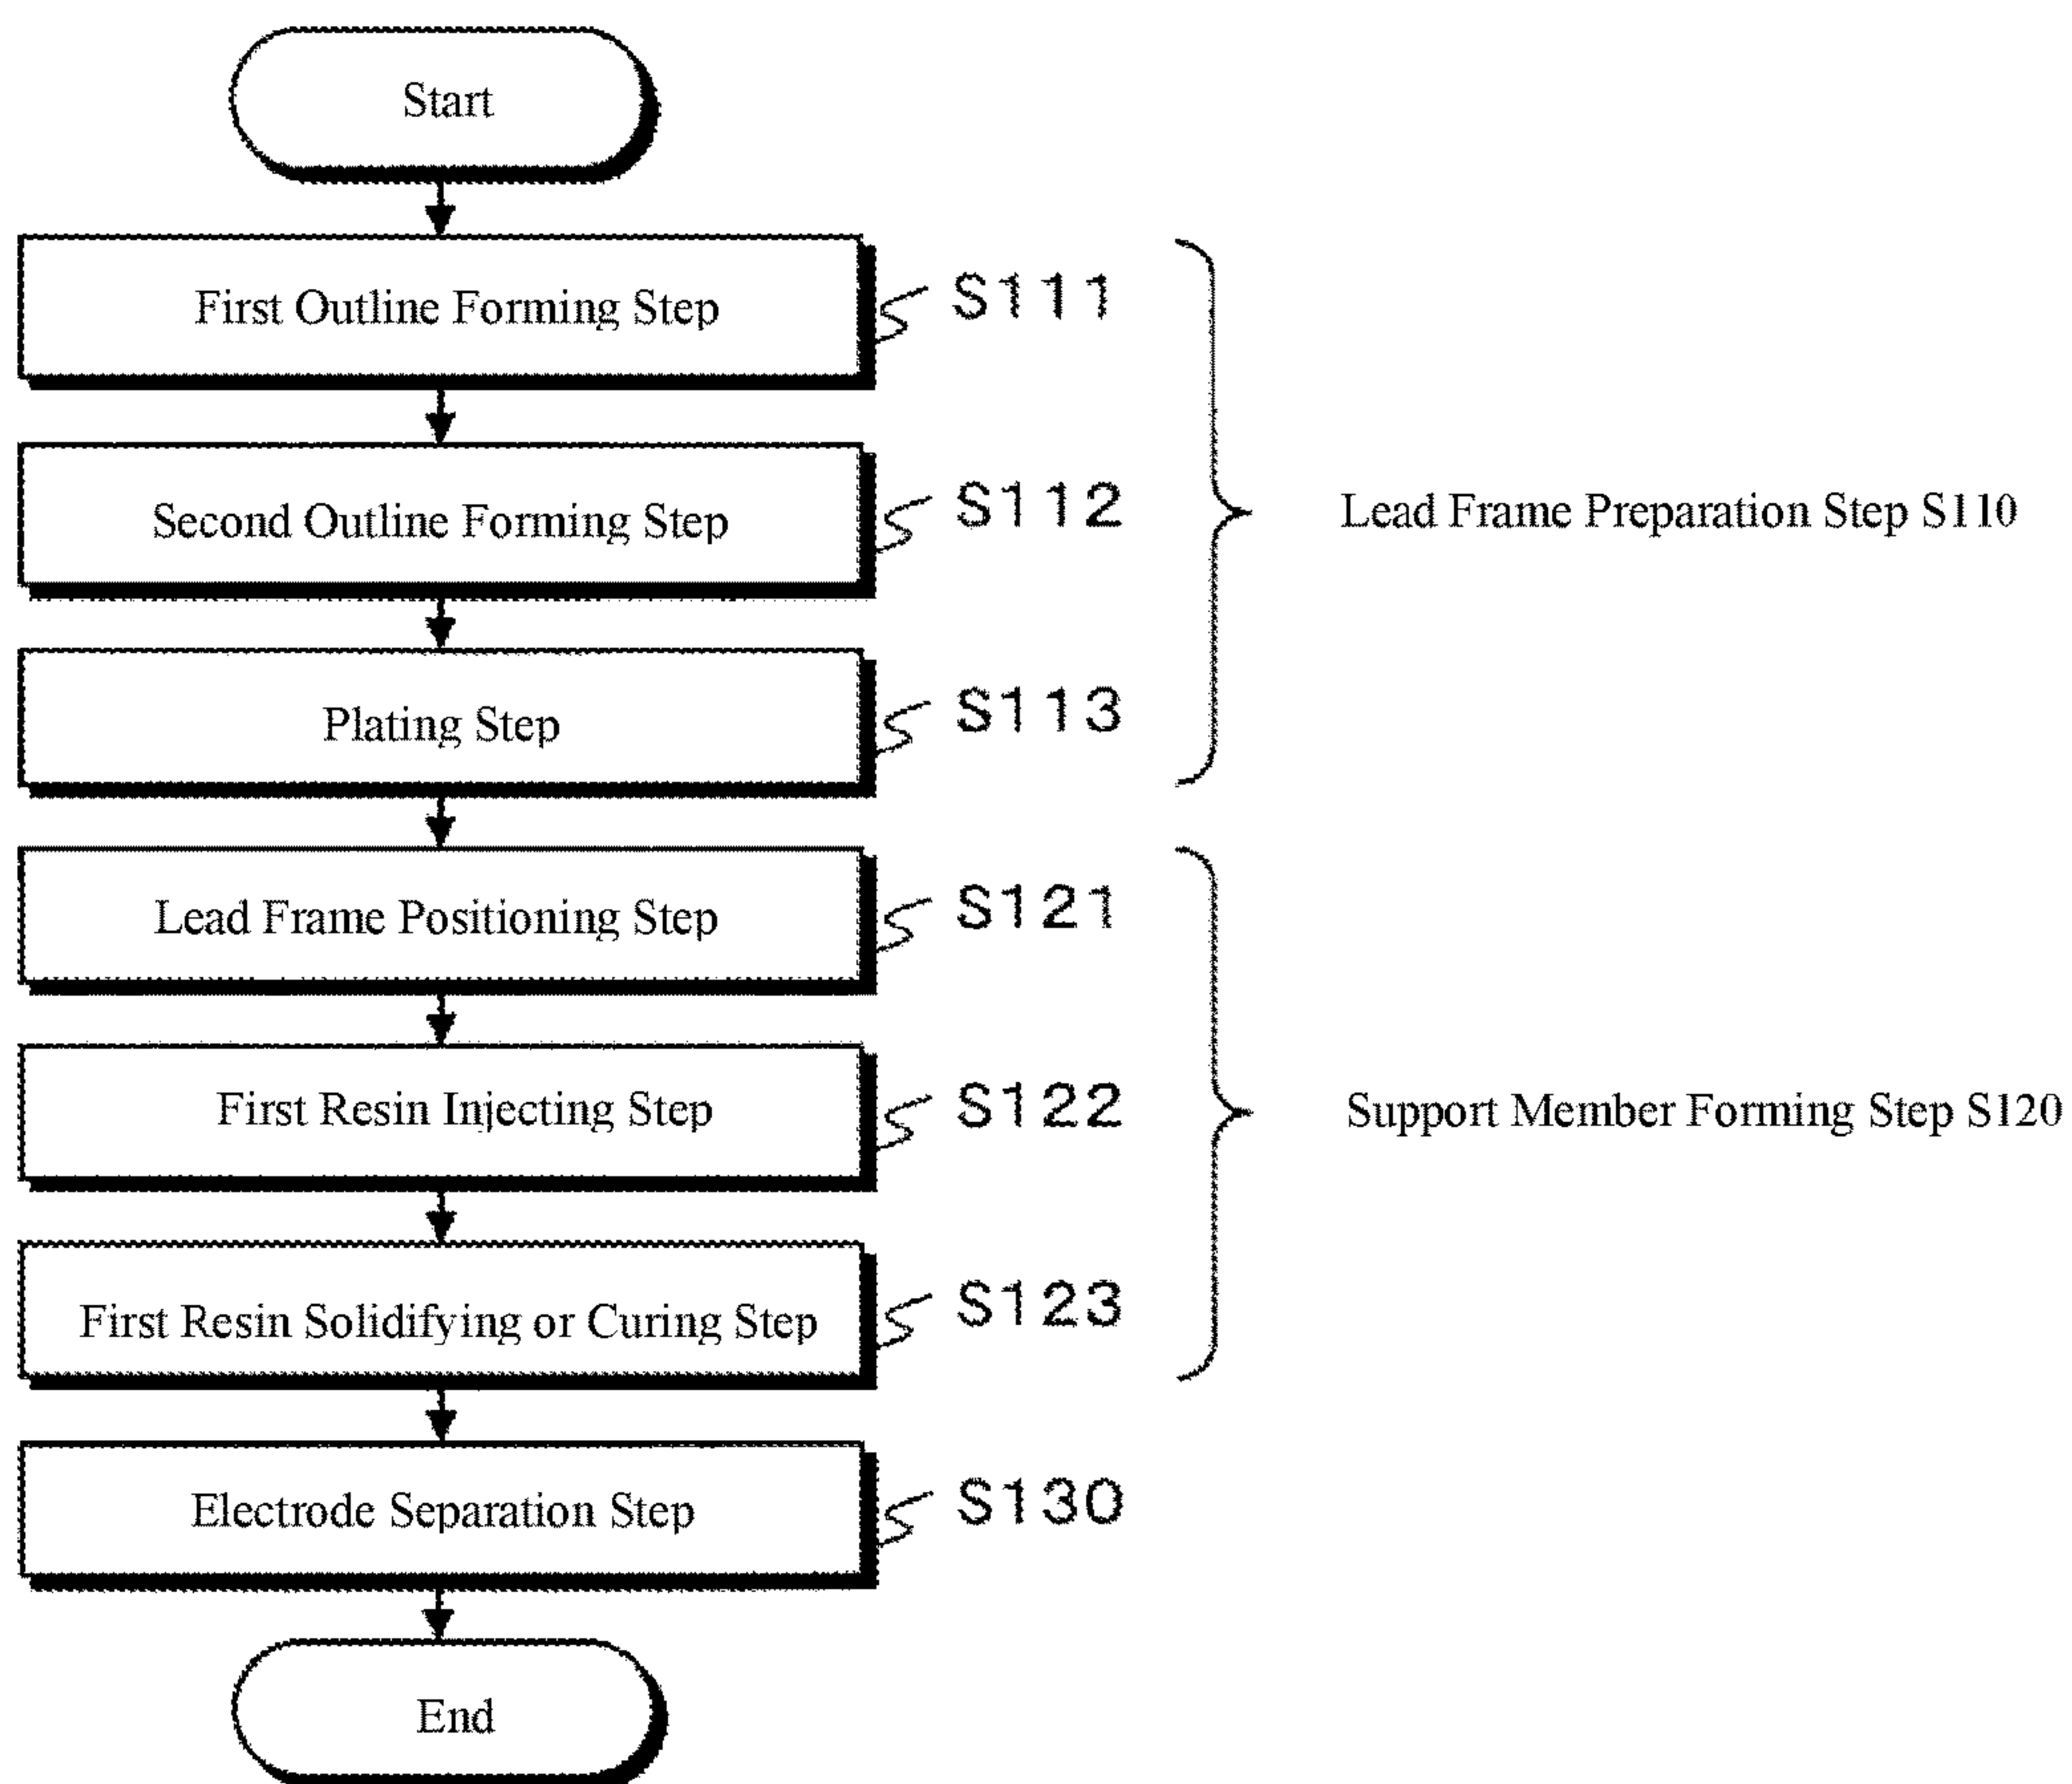 Start
First Outline Forming Step
S111
Second Outline Forming Step
S112
Lead Frame Preparation Step S110
Plating Step
S113
Lead Frame Positioning Step
S121
First Resin Injecting Step
S122
Support Member Forming Step S120
First Resin Solidifying or Curing Step
S123
Electrode Separation Step
S130
End